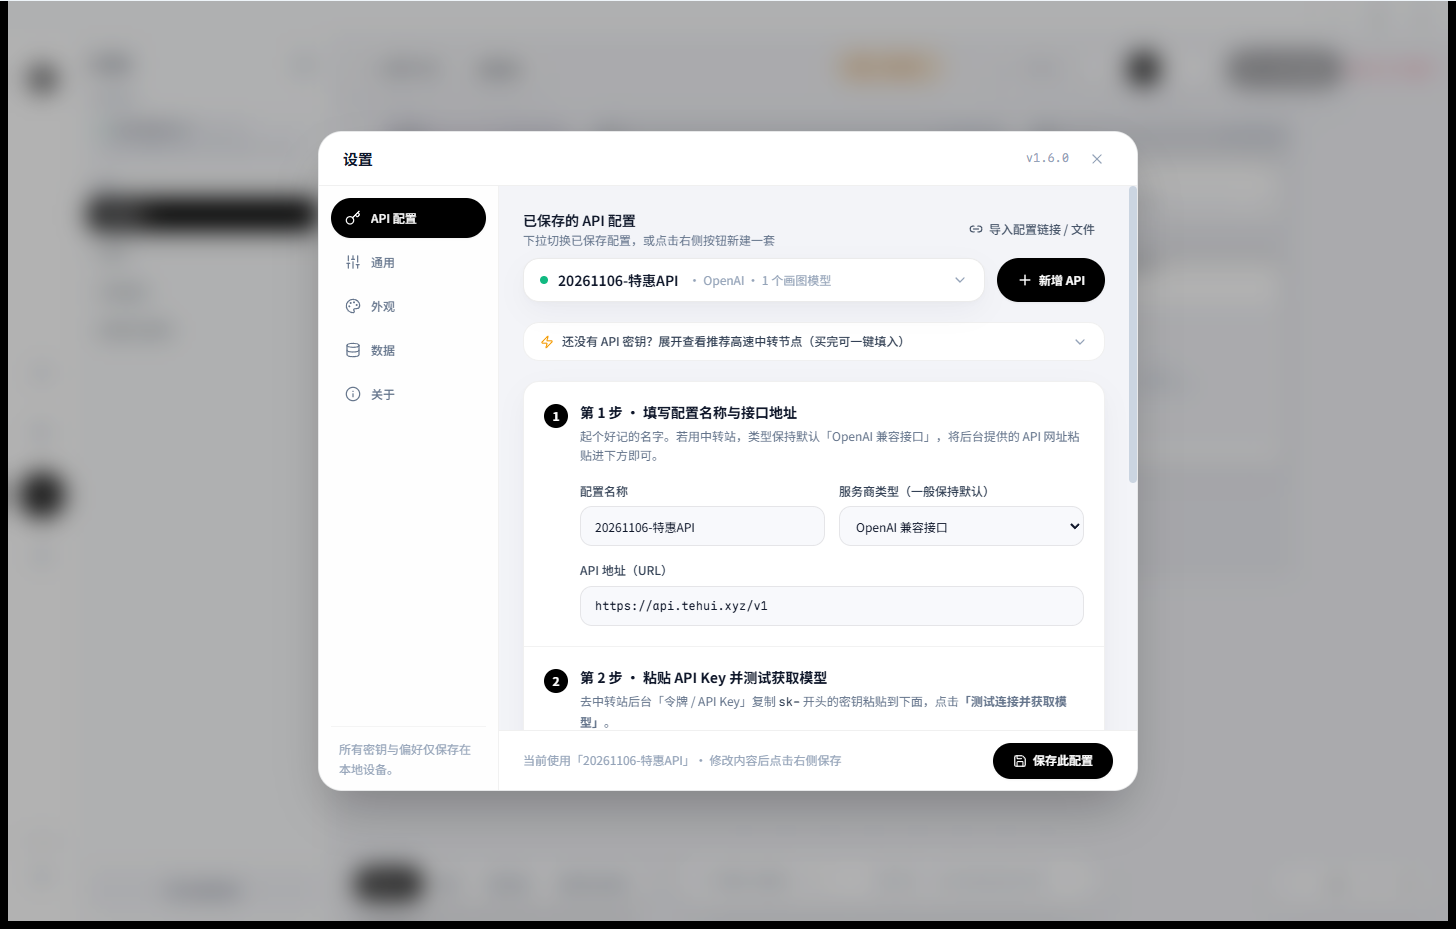 设置
v1.6.0
API 配置
通用
外观
数据
关于
所有密钥与偏好仅保存在
本地设备。
已保存的 API 配置
下拉切换已保存配置，或点击右侧按钮新建一套
导入配置链接 / 文件
20261106-特惠API • OpenAI • 1 个画图模型
新增 API
还没有 API 密钥？展开查看推荐高速中转节点（买完可一键填入）
1 第 1 步 • 填写配置名称与接口地址
起个好记的名字。若用中转站，类型保持默认「OpenAI 兼容接口」，将后台提供的 API 网址粘
贴进下方即可。
配置名称
服务商类型（一般保持默认）
20261106-特惠API
OpenAI 兼容接口
API 地址（URL）
https://api.tehui.xyz/v1
2 第 2 步 • 粘贴 API Key 并测试获取模型
去中转站后台「令牌 / API Key」复制 sk- 开头的密钥粘贴到下面，点击「测试连接并获取模
型」。
当前使用「20261106-特惠API」 • 修改内容后点击右侧保存
保存此配置